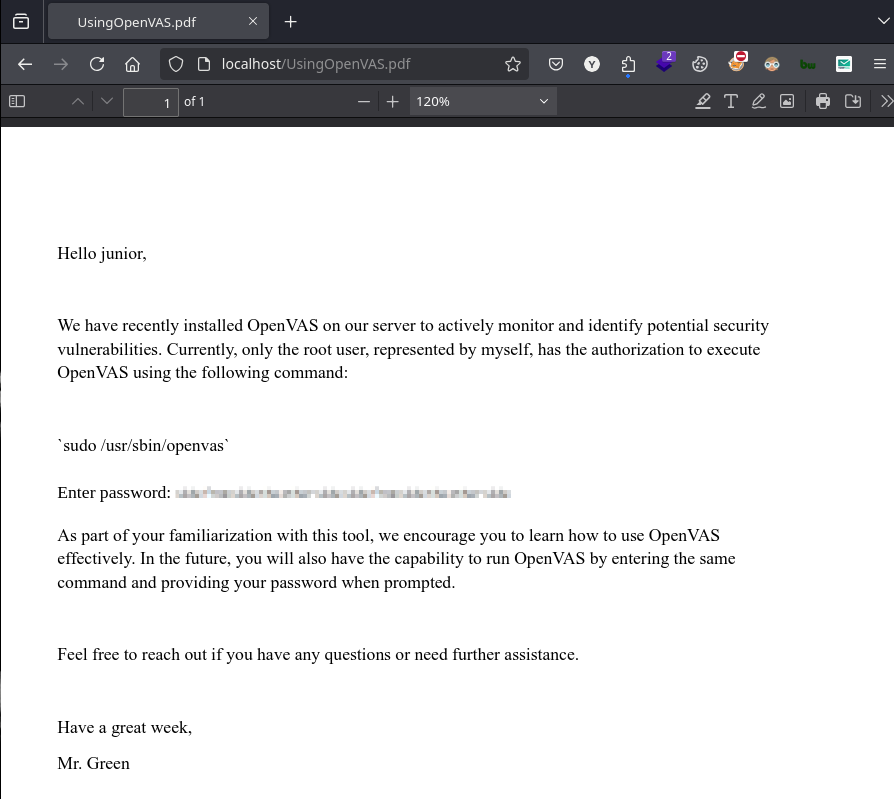 UsingOpenVAS.pdf
localhost/UsingOpenVAS.pdf
2
Y
bw
1 of 1
120%
Hello junior,
We have recently installed OpenVAS on our server to actively monitor and identify potential security
vulnerabilities. Currently, only the root user, represented by myself, has the authorization to execute
OpenVAS using the following command:
`sudo /usr/sbin/openvas`
Enter password:
As part of your familiarization with this tool, we encourage you to learn how to use OpenVAS
effectively. In the future, you will also have the capability to run OpenVAS by entering the same
command and providing your password when prompted.
Feel free to reach out if you have any questions or need further assistance.
Have a great week,
Mr. Green